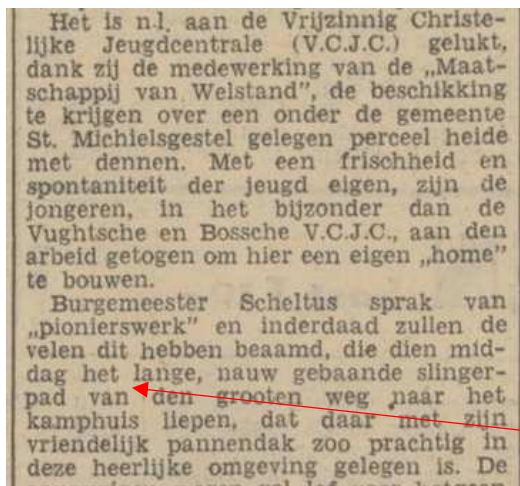 Het is n.l. aan de Vrijzinnig Christe-
lijke Jeugdcentrale (V.C.J.C.) gelukt,
dank zij de medewerking van de „Maat-
schappij van Welstand”, de beschikking
te krijgen over een onder de gemeente
St. Michielsgestel gelegen perceel heide
met dennen. Met een frischheid en
spontaniteit der jeugd eigen, zijn de
jongeren, in het bijzonder dan de
Vughtsche en Bossche V.C.J.C., aan den
arbeid getogen om hier een eigen „home”
te bouwen.
Burgemeester Scheltus sprak van
„pionierswerk” en inderdaad zullen de
velen dit hebben beaamd, die dien mid-
dag het lange, nauw gebaande slinger-
pad van den grooten weg naar het
kamphuis liepen, dat daar met zijn
vriendelijk pannendak zoo prachtig in
deze heerlijke omgeving gelegen is. De